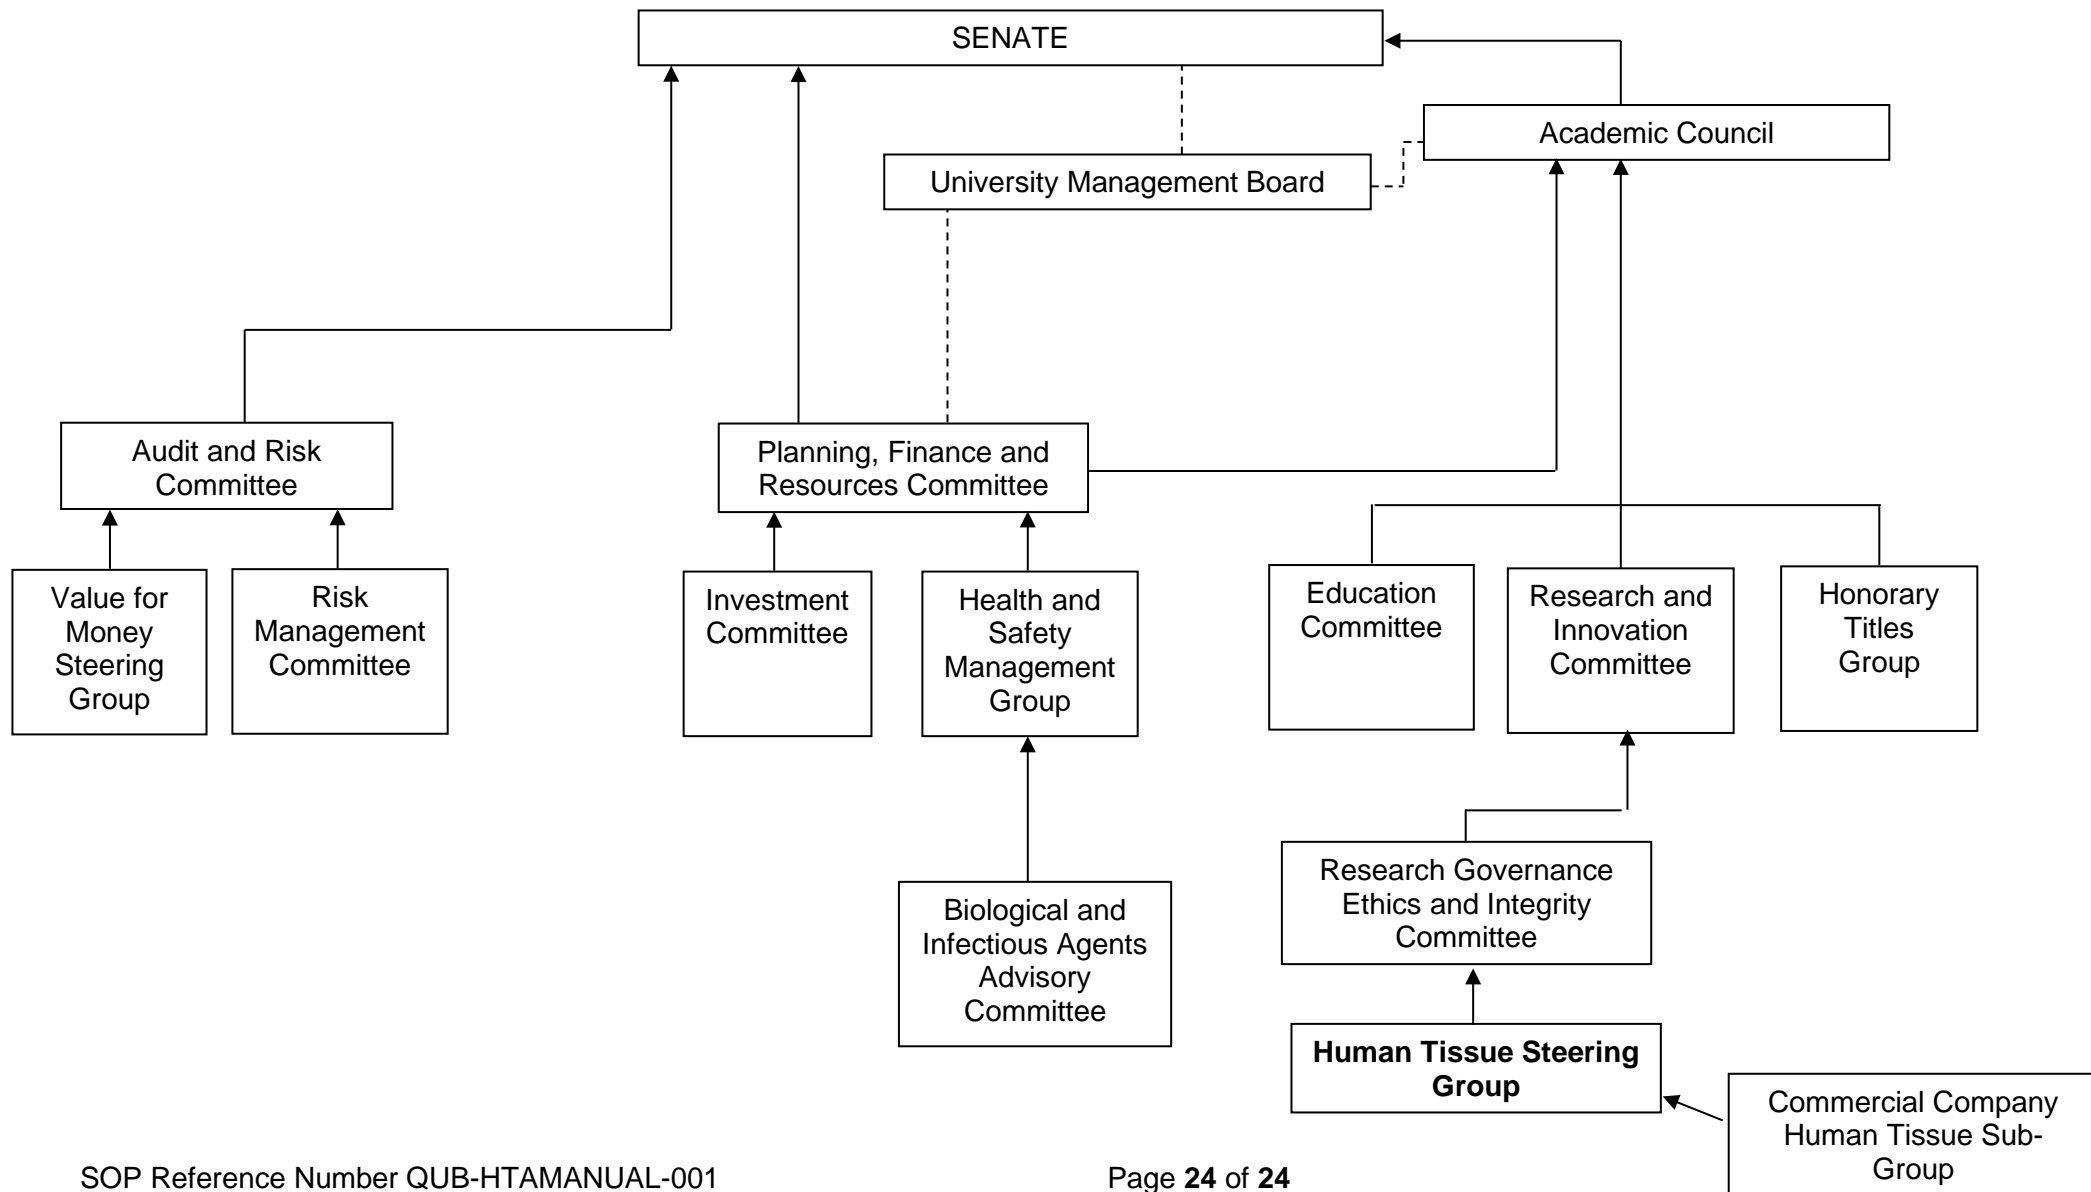 SENATE
Academic Council
University Management Board
Audit and Risk
Committee
Planning, Finance and
Resources Committee
Value for
Money
Steering
Group
Risk
Management
Committee
Investment
Committee
Health and
Safety
Management
Group
Education
Committee
Research and
Innovation
Committee
Honorary
Titles
Group
Biological and
Infectious Agents
Advisory
Committee
Research Governance
Ethics and Integrity
Committee
Human Tissue Steering
Group
Commercial Company
Human Tissue Sub-
Group
SOP Reference Number QUB-HTAMANUAL-001
Page 24 of 24